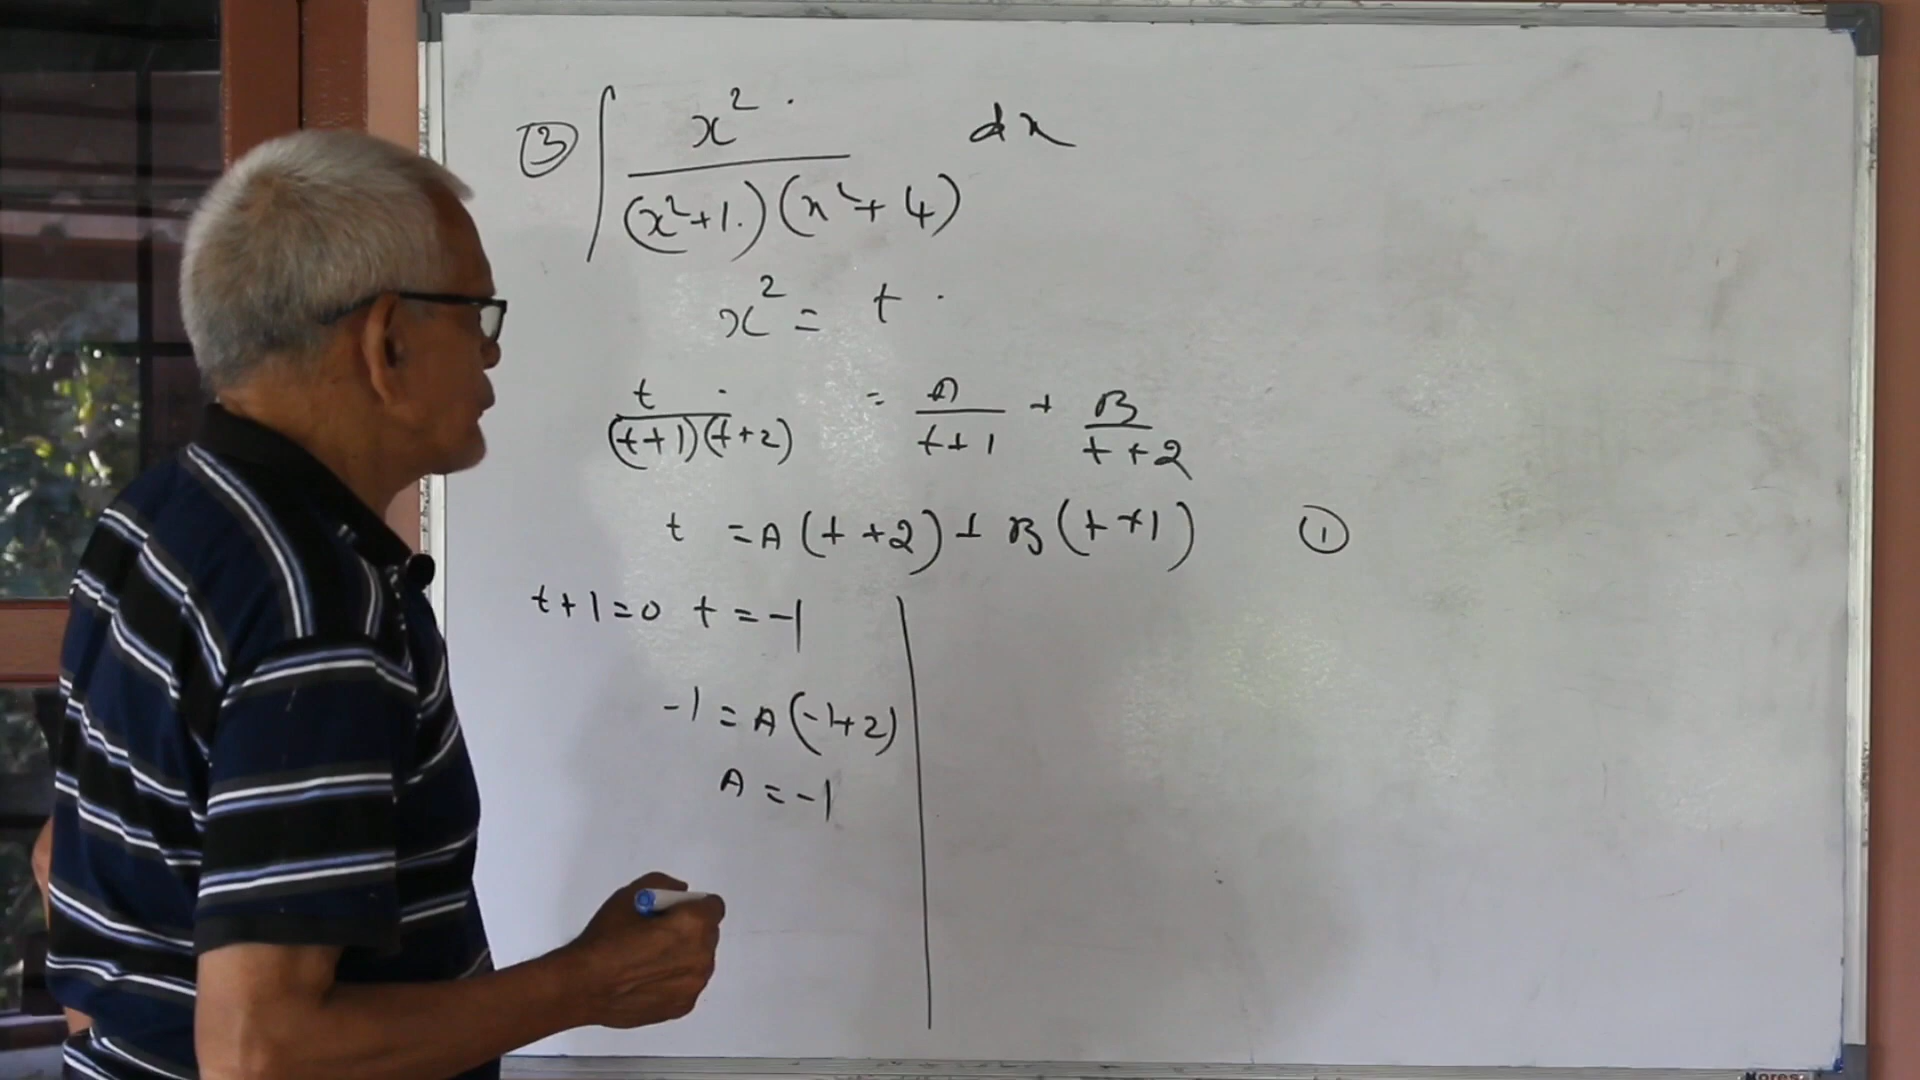 ③ ∫ x² / (x²+1.)(x²+4) dx
x² = t
t / (t+1)(t+2) = A / t+1 + B / t+2
t = A(t+2) + B(t+1) ①
t+1=0 t=-1
-1 = A(-1+2)
A = -1
Kores